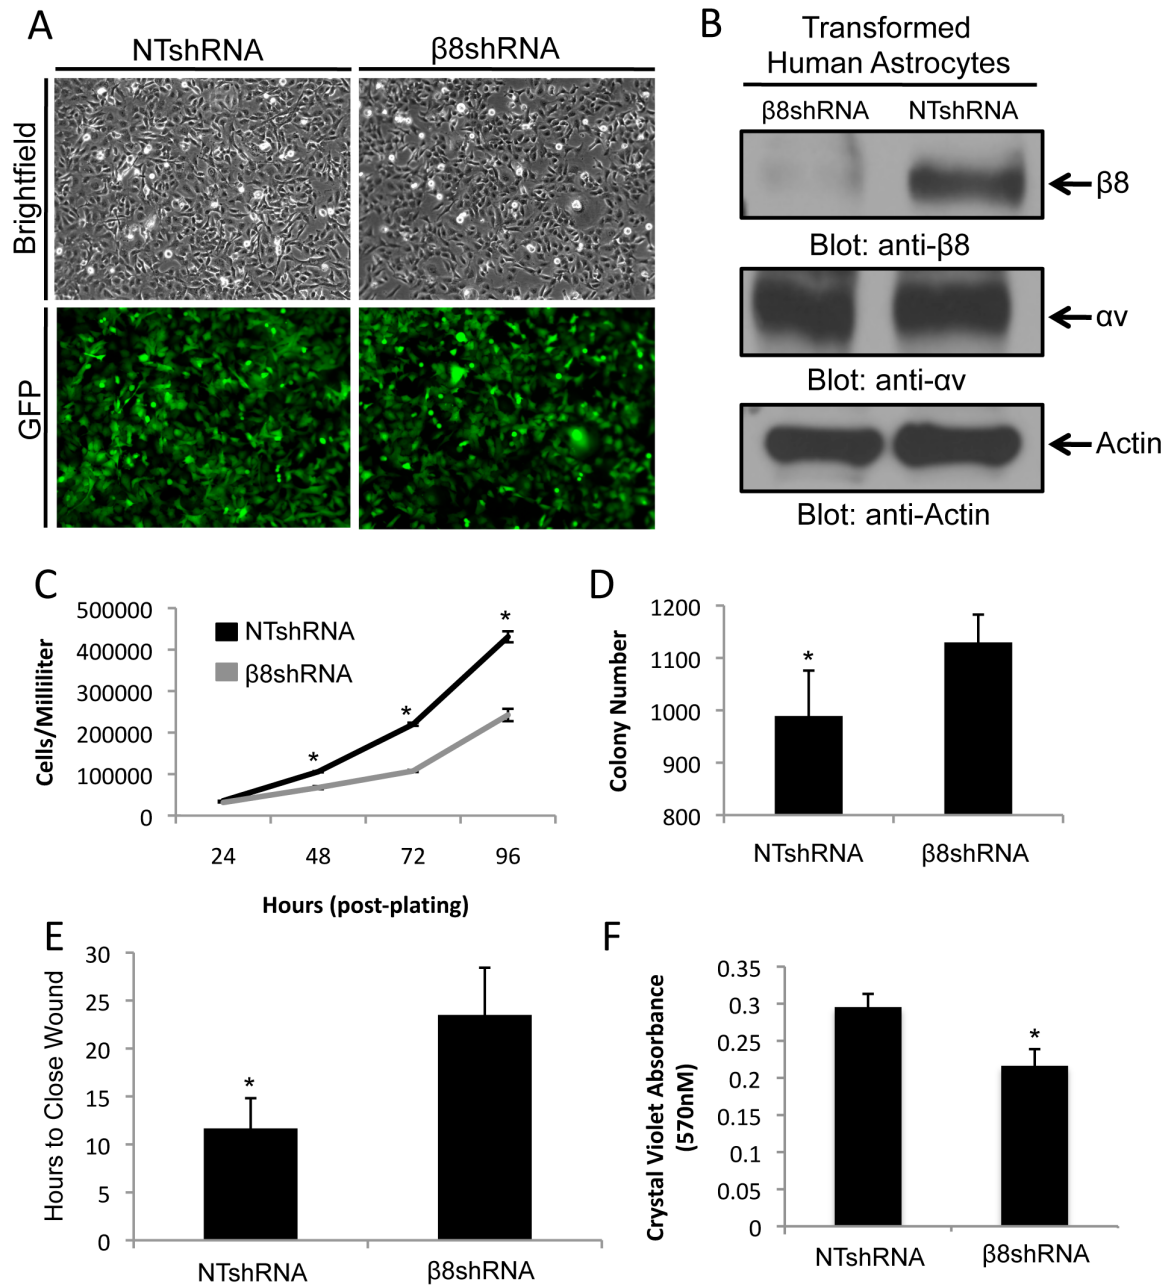 A
NTshRNA
β8shRNA
Brightfield
GFP
B
Transformed
Human Astrocytes
β8shRNA
NTshRNA
β8
Blot: anti-β8
αv
Blot: anti-αv
Actin
Blot: anti-Actin
C
Cells/Milliliter
500000
400000
300000
200000
100000
0
NTshRNA
β8shRNA
*
*
*
24
48
72
96
Hours (post-plating)
D
Colony Number
1200
1100
1000
900
800
*
NTshRNA
β8shRNA
E
Hours to Close Wound
30
25
20
15
10
5
0
*
NTshRNA
β8shRNA
F
Crystal Violet Absorbance
(570nM)
0.35
0.3
0.25
0.2
0.15
0.1
0.05
0
*
NTshRNA
β8shRNA